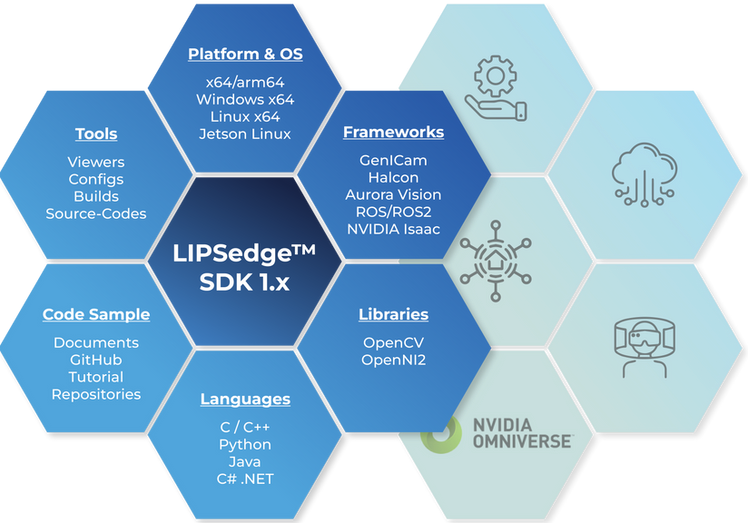 Platform & OS
x64/arm64
Windows x64
Linux x64
Jetson Linux
Tools
Viewers
Configs
Builds
Source-Codes
Frameworks
GenICam
Halcon
Aurora Vision
ROS/ROS2
NVIDIA Isaac
LIPSedge™
SDK 1.x
Code Sample
Documents
GitHub
Tutorial
Repositories
Libraries
OpenCV
OpenNI2
Languages
C / C++
Python
Java
C# .NET
NVIDIA
OMNIVERSE